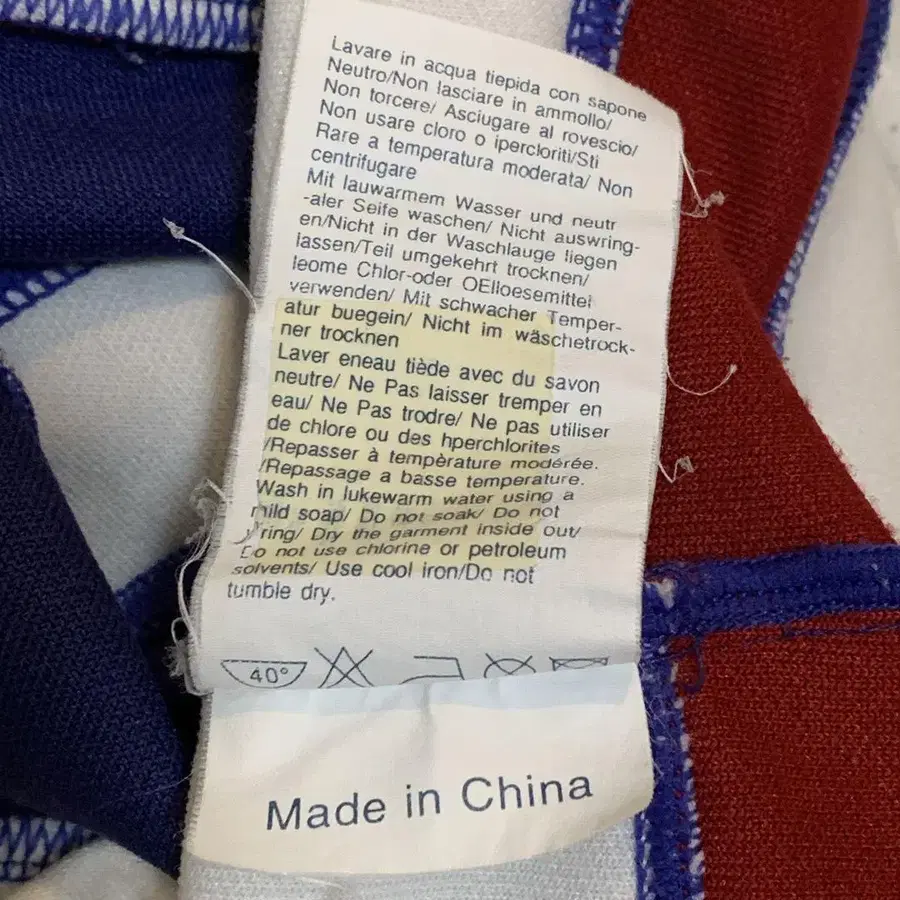 Lavare in acqua tiepida con sapone
Neutro/Non lasciare in ammollo/
Non torcere/ Asciugare al rovescio/
Non usare cloro o ipercloriti/Sti
Rare a temperatura moderata/ Non
centrifugare
Mit lauwarmem Wasser und neutr
-aler Seife waschen/ Nicht auswring-
en/Nicht in der Waschlauge liegen
lassen/Teil umgekehrt trocknen/
leome Chlor-oder OElloesemittel
verwenden/ Mit schwacher Temper-
atur buegein/ Nicht im wäschetrock-
ner trocknen
Laver eneau tiède avec du savon
neutre/ Ne Pas laisser tremper en
eau/ Ne Pas trodre/ Ne pas utiliser
de chlore ou des hperchlorites
/Repasser à tempèrature modérée.
/Repassage a basse temperature.
Wash in lukewarm water using a
mild soap/ Do not soak/ Do not
ring/ Dry the garment inside out/
Do not use chlorine or petroleum
solvents/ Use cool iron/Do not
tumble dry.
40°
Made in China